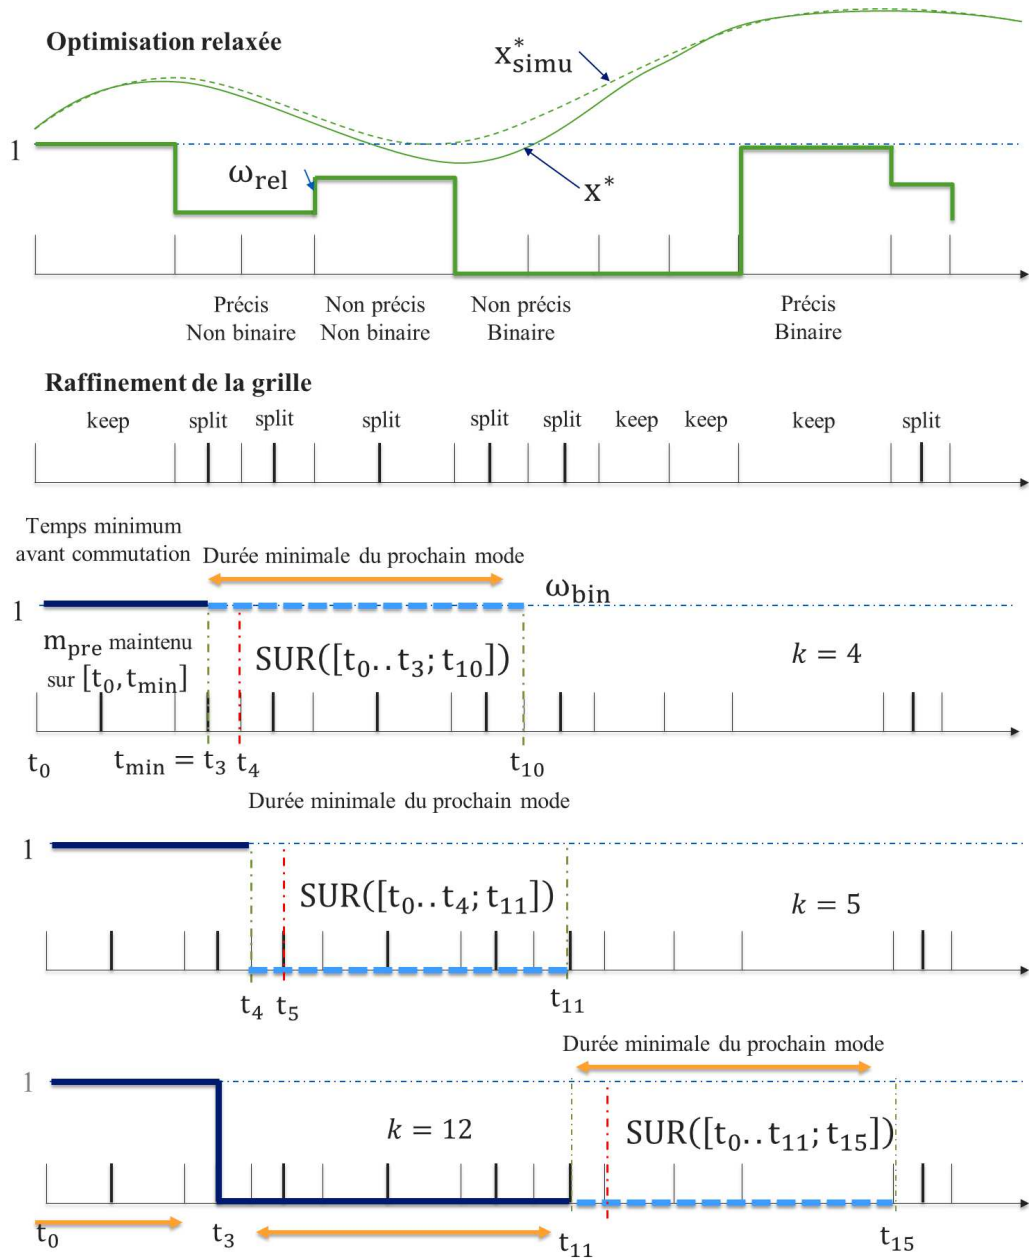 Optimisation relaxée
x*simu
1
ωrel
x*
Précis
Non binaire
Non précis
Non binaire
Non précis
Binaire
Précis
Binaire
Raffinement de la grille
keep split split split split split keep keep keep split
Temps minimum
avant commutation
Durée minimale du prochain mode
ωbin
1
mpre maintenu
sur [t0, tmin]
SUR([t0..t3; t10])
k = 4
t0 tmin = t3 t4 t10
Durée minimale du prochain mode
1
SUR([t0..t4; t11])
k = 5
t4 t5 t11
Durée minimale du prochain mode
1
k = 12
SUR([t0..t11; t15])
t0 t3 t11 t15